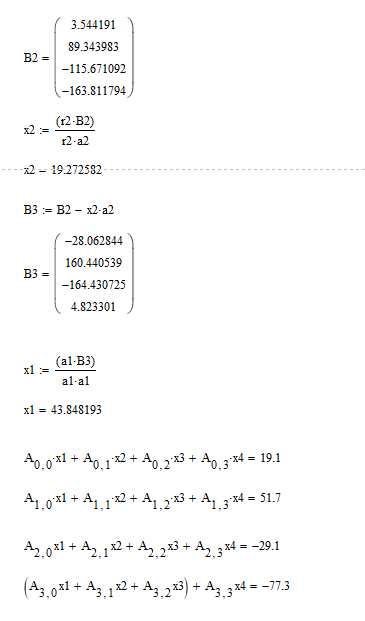 B2 = ( 3.544191
89.343983
−115.671092
−163.811794 )
x2 := (r2·B2) / r2·a2
x2 = 19.272582
B3 := B2 − x2·a2
B3 = ( −28.062844
160.440539
−164.430725
4.823301 )
x1 := (a1·B3) / a1·a1
x1 = 43.848193
A0,0·x1 + A0,1·x2 + A0,2·x3 + A0,3·x4 = 19.1
A1,0·x1 + A1,1·x2 + A1,2·x3 + A1,3·x4 = 51.7
A2,0·x1 + A2,1·x2 + A2,2·x3 + A2,3·x4 = −29.1
(A3,0·x1 + A3,1·x2 + A3,2·x3) + A3,3·x4 = −77.3